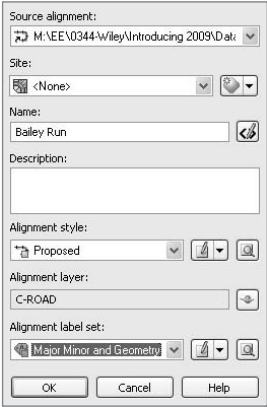 Source alignment:
M:\EE\0344-Wiley\Introducing 2009\Data
Site:
<None>
Name:
Bailey Run
Description:
Alignment style:
Proposed
Alignment layer:
C-ROAD
Alignment label set:
Major Minor and Geometry
OK Cancel Help